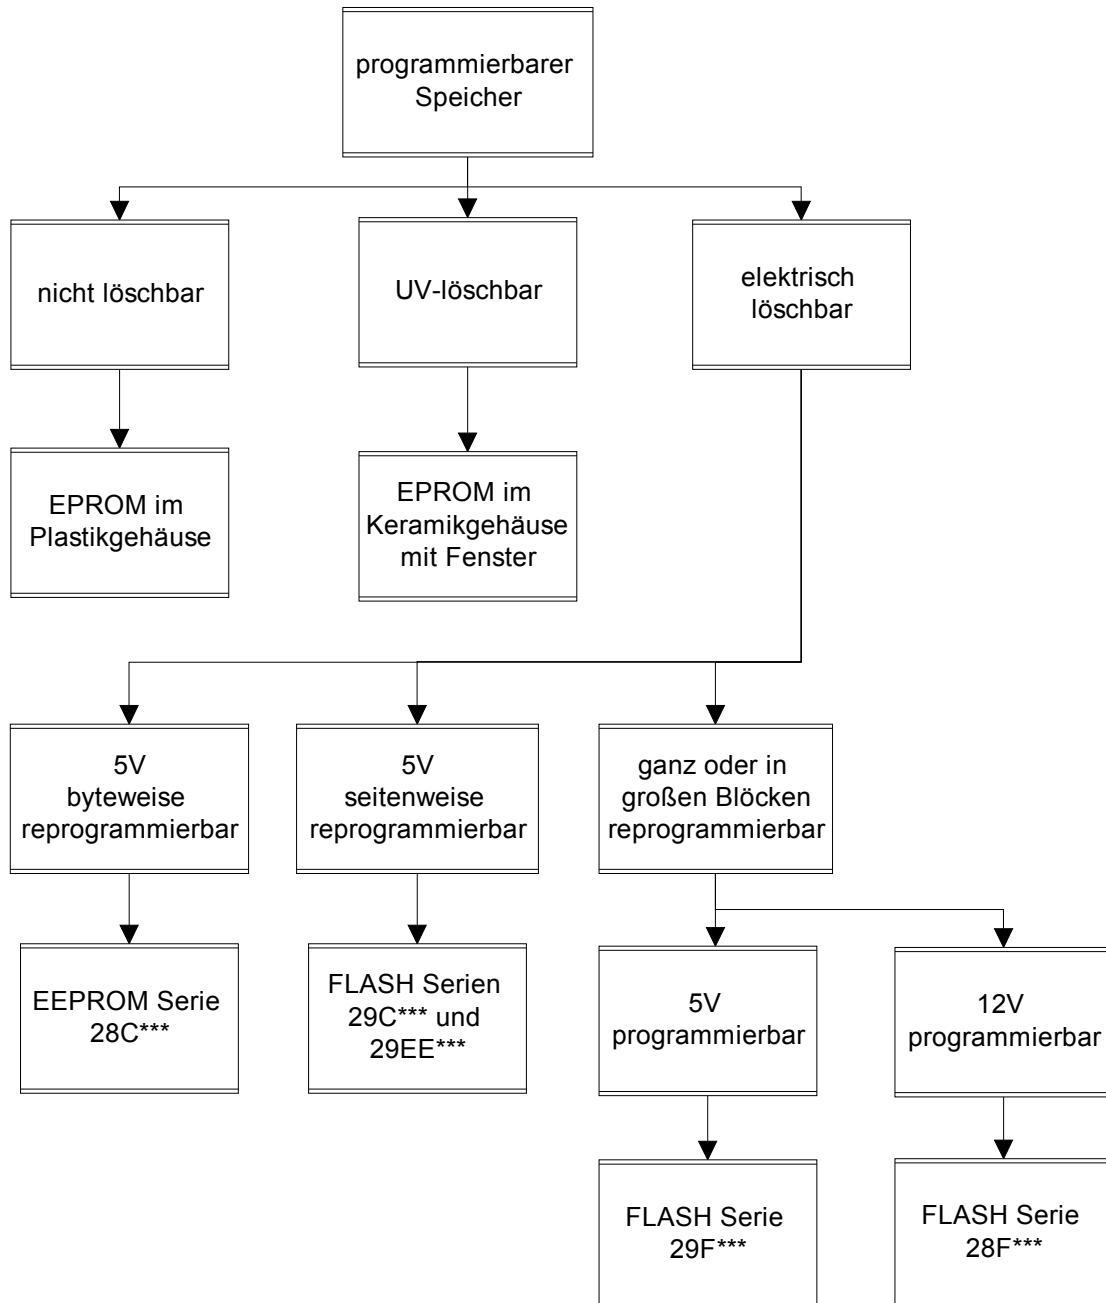 programmierbarer
Speicher
nicht löschbar
UV-löschbar
elektrisch
löschbar
EPROM im
Plastikgehäuse
EPROM im
Keramikgehäuse
mit Fenster
5V
byteweise
reprogrammierbar
5V
seitenweise
reprogrammierbar
ganz oder in
großen Blöcken
reprogrammierbar
EEPROM Serie
28C***
FLASH Serien
29C*** und
29EE***
5V
programmierbar
12V
programmierbar
FLASH Serie
29F***
FLASH Serie
28F***